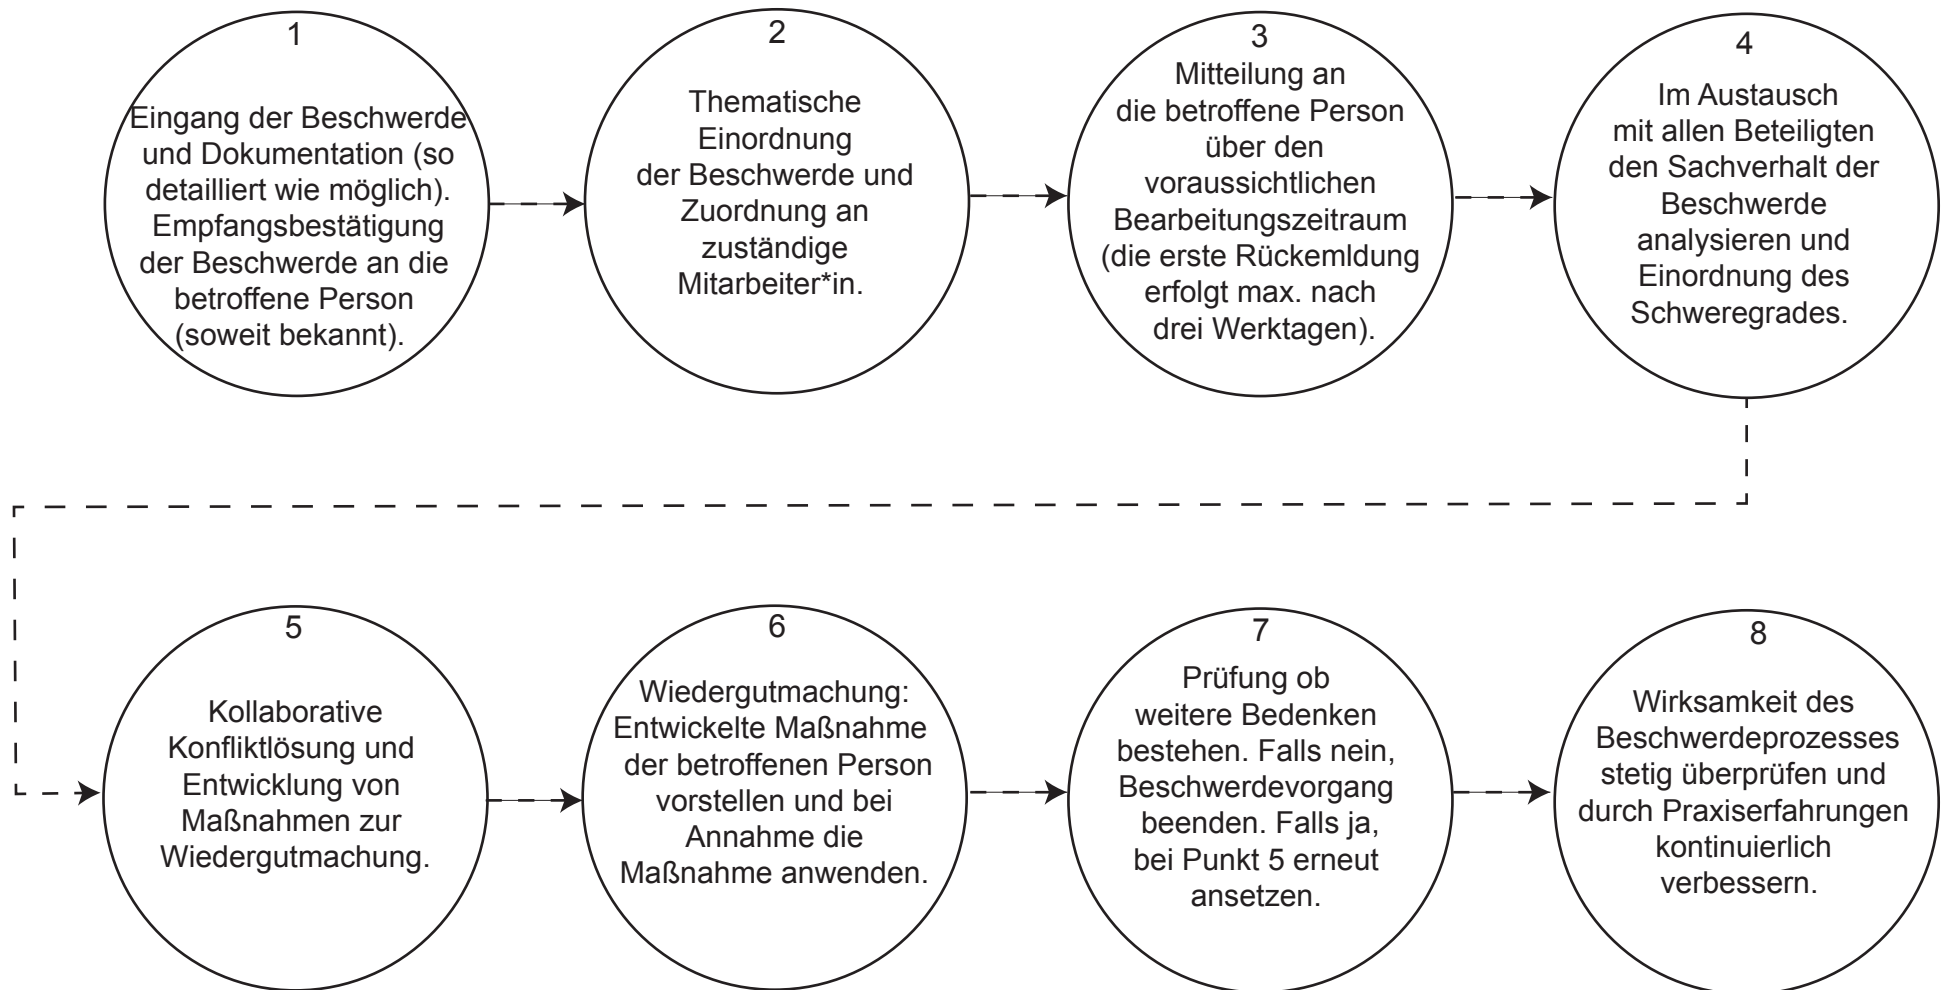 1
Eingang der Beschwerde
und Dokumentation (so
detailliert wie möglich).
Empfangsbestätigung
der Beschwerde an die
betroffene Person
(soweit bekannt).
2
Thematische
Einordnung
der Beschwerde und
Zuordnung an
zuständige
Mitarbeiter*in.
3
Mitteilung an
die betroffene Person
über den
voraussichtlichen
Bearbeitungszeitraum
(die erste Rückemldung
erfolgt max. nach
drei Werktagen).
4
Im Austausch
mit allen Beteiligten
den Sachverhalt der
Beschwerde
analysieren und
Einordnung des
Schweregrades.
5
Kollaborative
Konfliktlösung und
Entwicklung von
Maßnahmen zur
Wiedergutmachung.
6
Wiedergutmachung:
Entwickelte Maßnahme
der betroffenen Person
vorstellen und bei
Annahme die
Maßnahme anwenden.
7
Prüfung ob
weitere Bedenken
bestehen. Falls nein,
Beschwerdevorgang
beenden. Falls ja,
bei Punkt 5 erneut
ansetzen.
8
Wirksamkeit des
Beschwerdeprozesses
stetig überprüfen und
durch Praxiserfahrungen
kontinuierlich
verbessern.